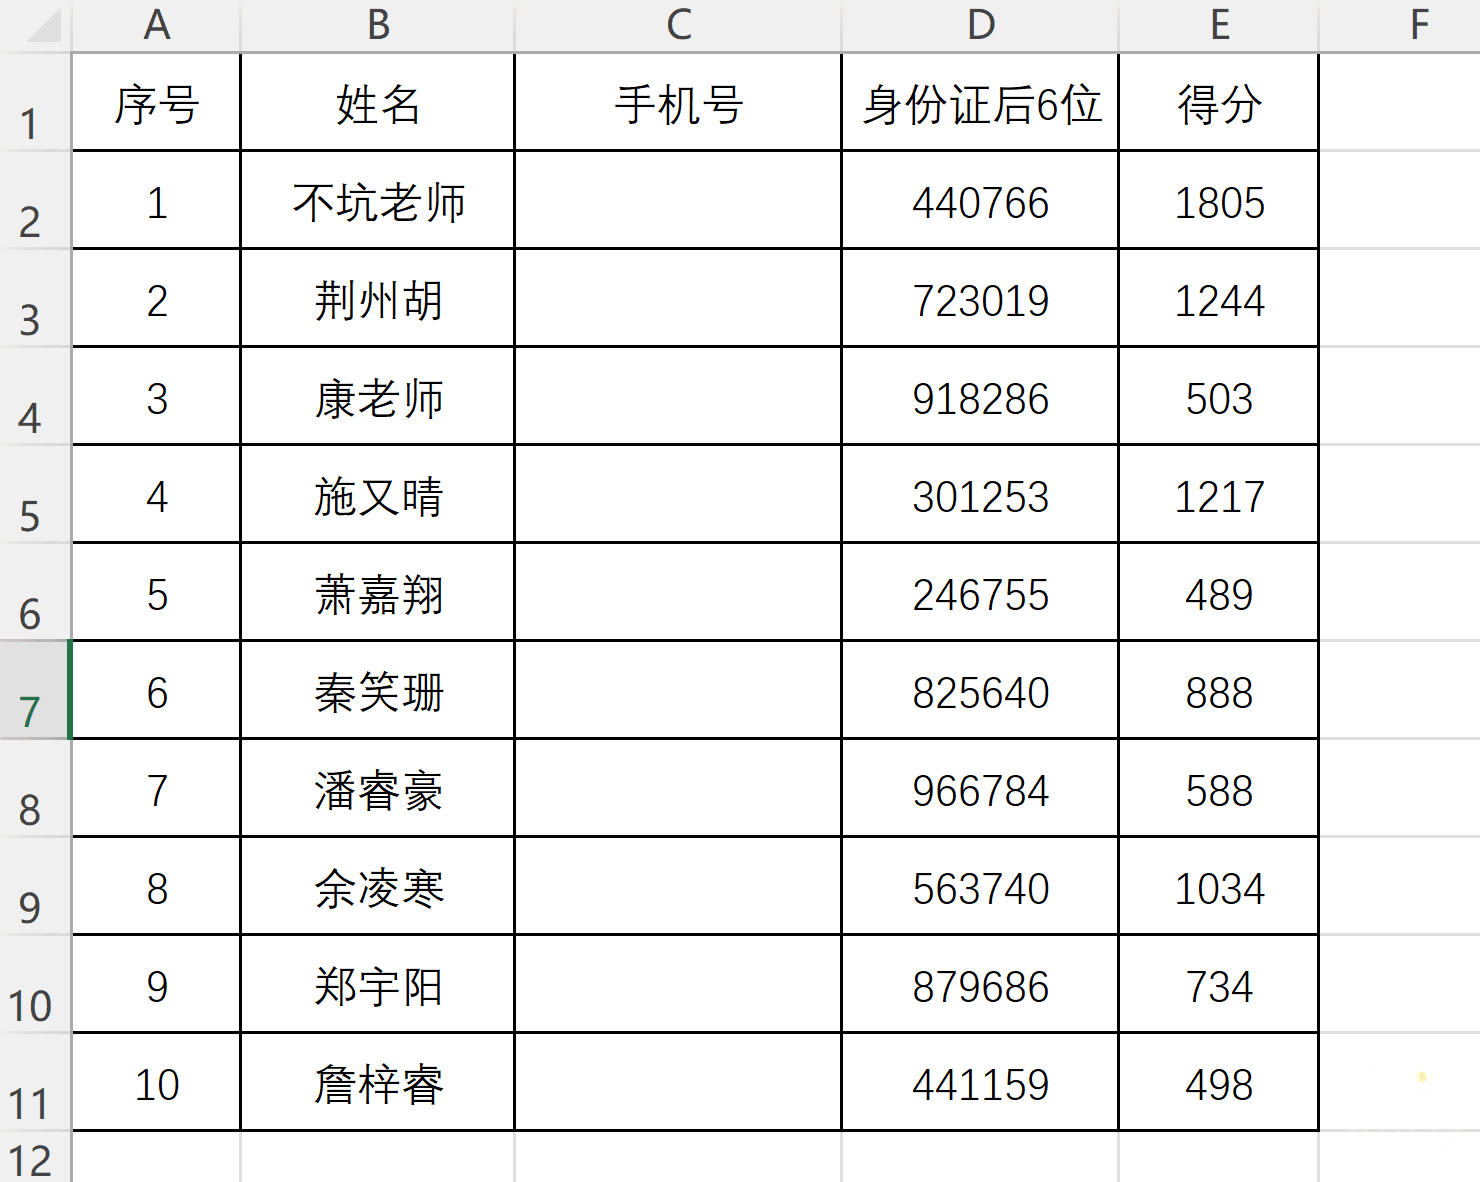 A B C D E F
1 序号 姓名 手机号 身份证后6位 得分
2 1 不坑老师 440766 1805
3 2 荆州胡 723019 1244
4 3 康老师 918286 503
5 4 施又晴 301253 1217
6 5 萧嘉翔 246755 489
7 6 秦笑珊 825640 888
8 7 潘睿豪 966784 588
9 8 余凌寒 563740 1034
10 9 郑宇阳 879686 734
11 10 詹梓睿 441159 498
12